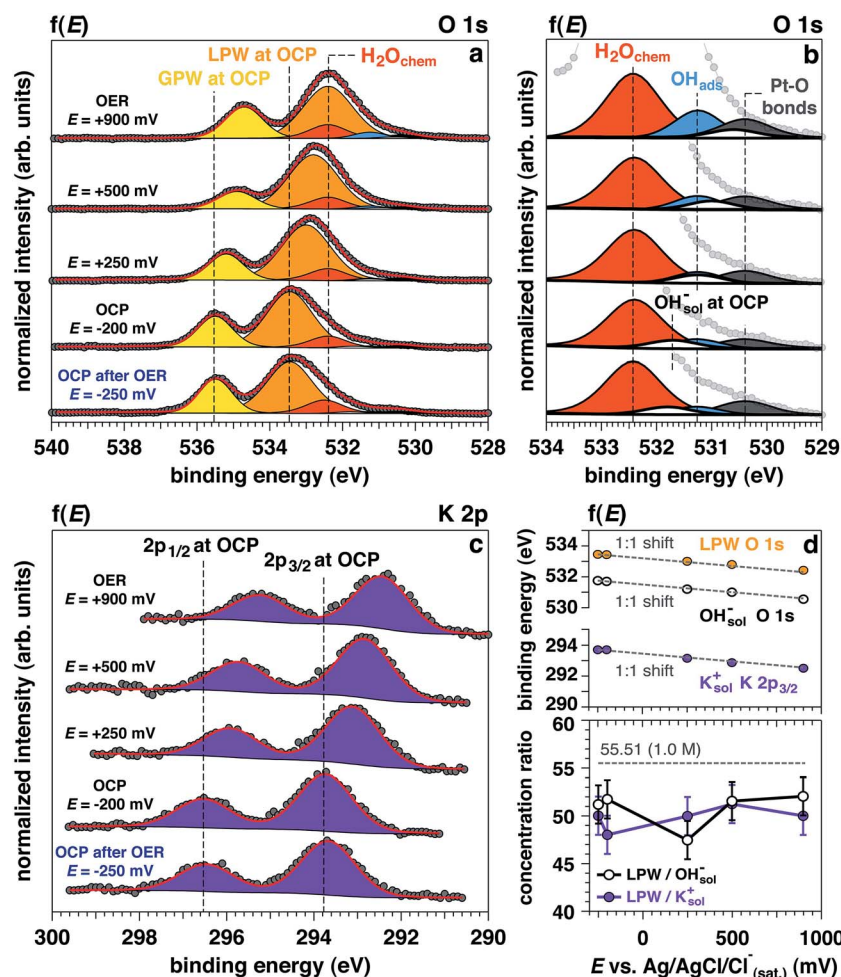 f(E) O 1s
a
GPW at OCP
LPW at OCP
H2Ochem
OER
E = +900 mV
E = +500 mV
E = +250 mV
OCP
E = -200 mV
OCP after OER
E = -250 mV
normalized intensity (arb. units)
540 538 536 534 532 530 528
binding energy (eV)
f(E) O 1s
b
H2Ochem
OHads
Pt-O
bonds
OH-sol at OCP
normalized intensity (arb. units)
534 533 532 531 530 529
binding energy (eV)
f(E) K 2p
c
2p1/2 at OCP
2p3/2 at OCP
OER
E = +900 mV
E = +500 mV
E = +250 mV
OCP
E = -200 mV
OCP after OER
E = -250 mV
normalized intensity (arb. units)
300 298 296 294 292 290
binding energy (eV)
f(E)
d
534
532
530
294
292
290
binding energy (eV)
1:1 shift
LPW O 1s
1:1 shift
OH-sol O 1s
1:1 shift
K+sol K 2p3/2
60
55
50
45
40
concentration ratio
55.51 (1.0 M)
LPW / OH-sol
LPW / K+sol
0 500 1000
E vs. Ag/AgCl/Cl-(sat.) (mV)